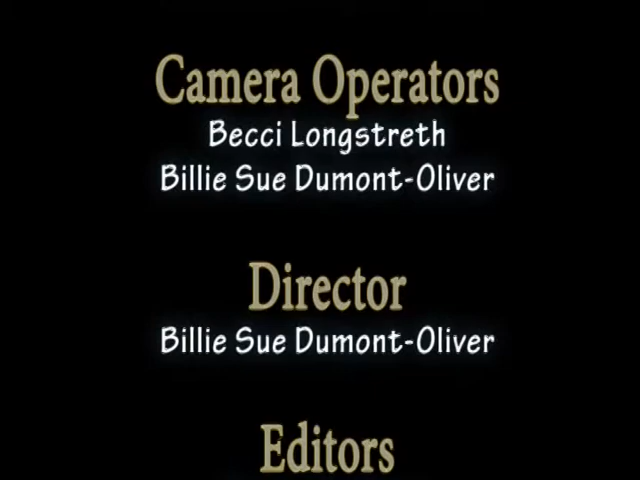 Camera Operators
Becci Longstreth
Billie Sue Dumont-Oliver
Director
Billie Sue Dumont-Oliver
Editors